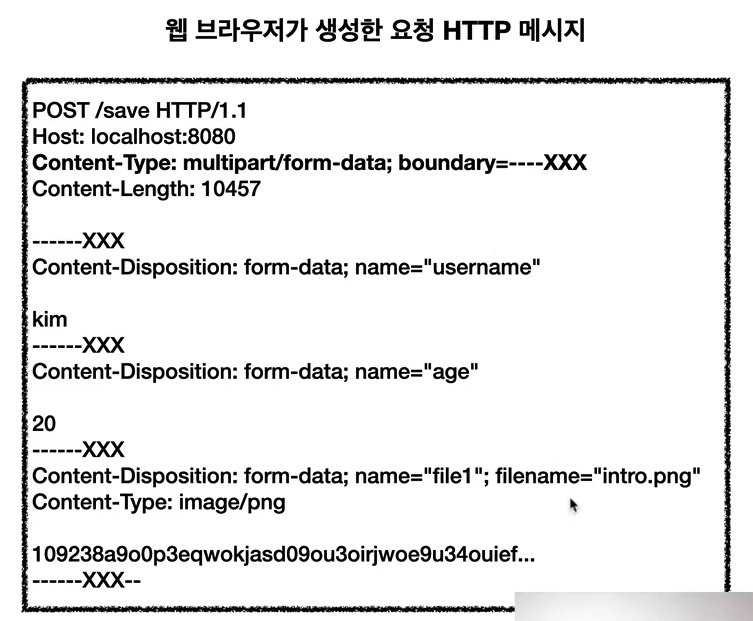 웹 브라우저가 생성한 요청 HTTP 메시지
POST /save HTTP/1.1
Host: localhost:8080
Content-Type: multipart/form-data; boundary=----XXX
Content-Length: 10457
------XXX
Content-Disposition: form-data; name="username"
kim
------XXX
Content-Disposition: form-data; name="age"
20
------XXX
Content-Disposition: form-data; name="file1"; filename="intro.png"
Content-Type: image/png
109238a9o0p3eqwokjasd09ou3oirjwoe9u34ouief...
------XXX--